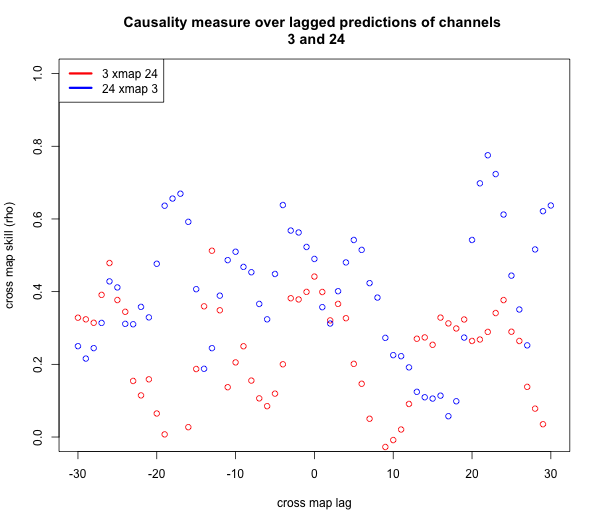 Causality measure over lagged predictions of channels
3 and 24
3 xmap 24
24 xmap 3
cross map skill (rho)
1.0
0.8
0.6
0.4
0.2
0.0
-30
-20
-10
0
10
20
30
cross map lag